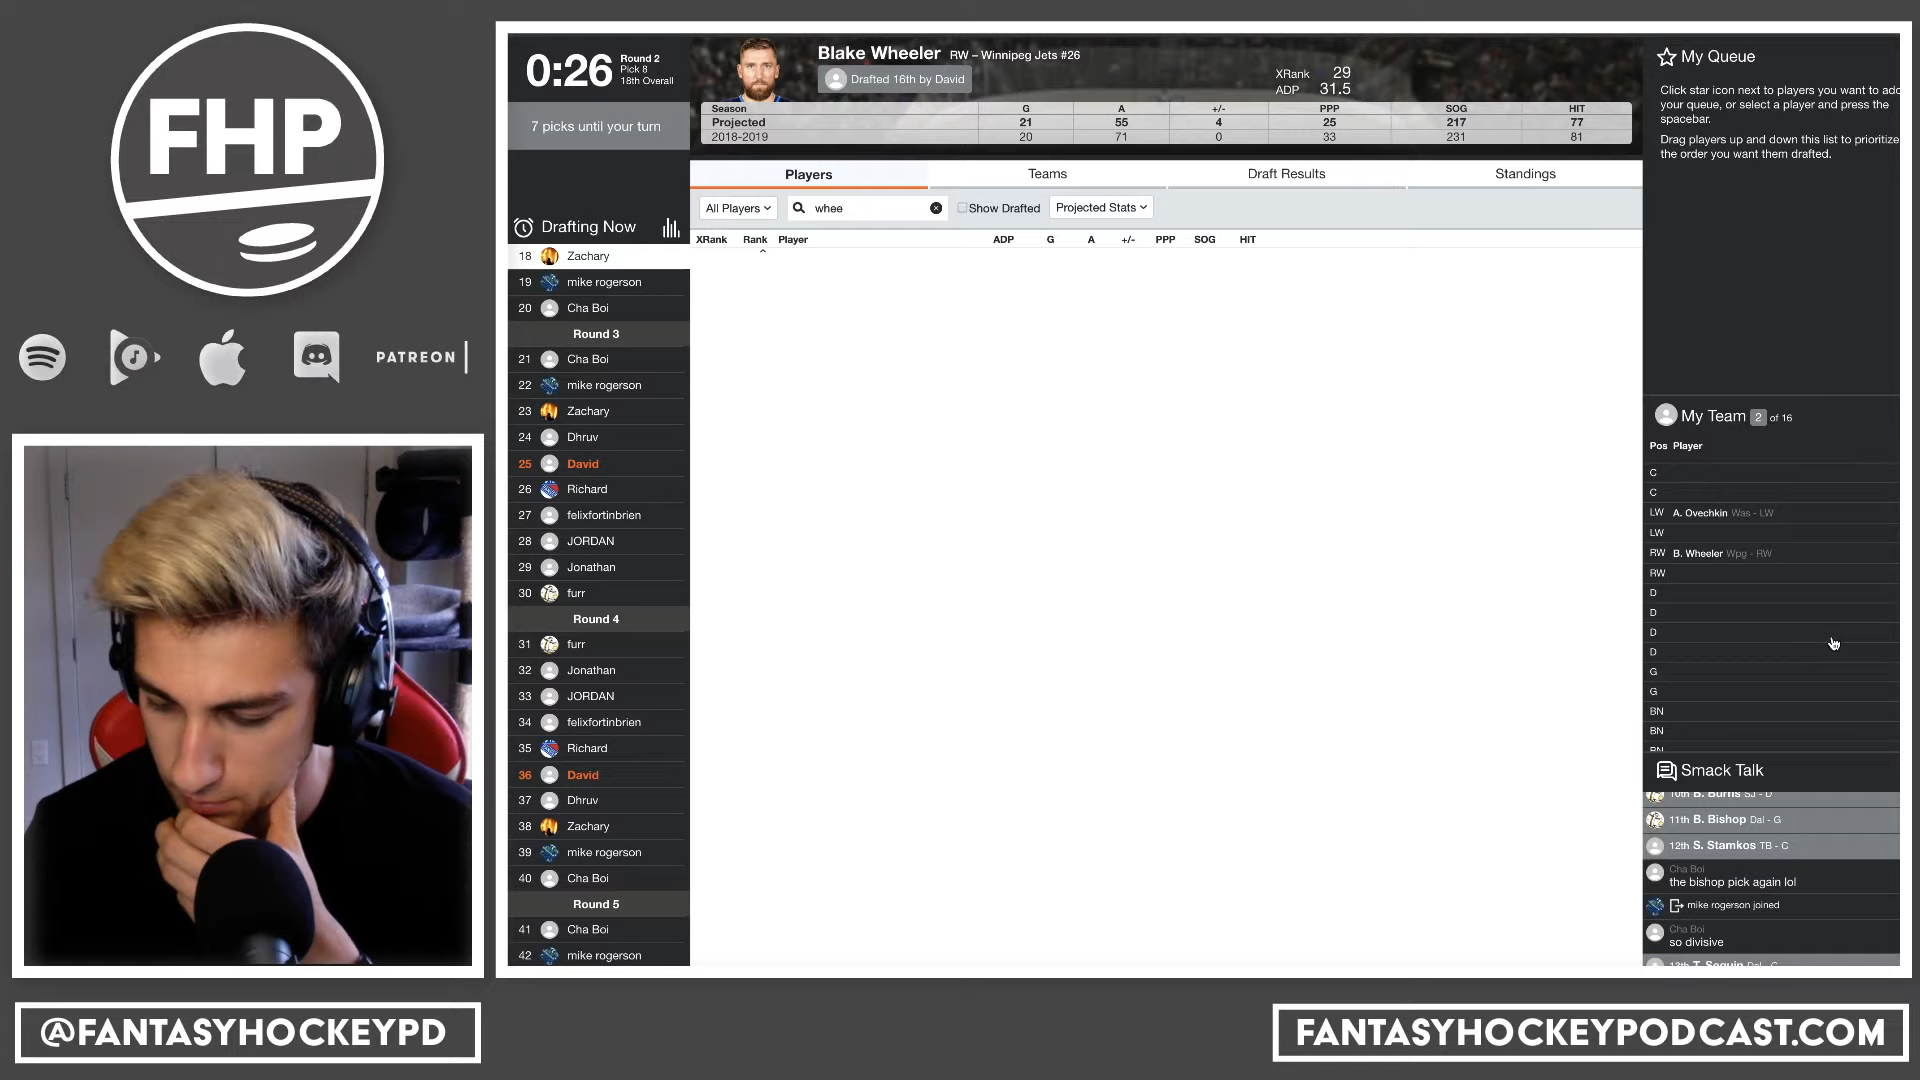 FHP
PATREON
@FANTASYHOCKEYPD
FANTASYHOCKEYPODCAST.COM
0:26
Round 2
Pick 8
18th Overall
7 picks until your turn
Drafting Now
18 Zachary
19 mike rogerson
20 Cha Boi
Round 3
21 Cha Boi
22 mike rogerson
23 Zachary
24 Dhruv
25 David
26 Richard
27 felixfortinbrien
28 JORDAN
29 Jonathan
30 furr
Round 4
31 furr
32 Jonathan
33 JORDAN
34 felixfortinbrien
35 Richard
36 David
37 Dhruv
38 Zachary
39 mike rogerson
40 Cha Boi
Round 5
41 Cha Boi
42 mike rogerson
Blake Wheeler RW – Winnipeg Jets #26
Drafted 16th by David
XRank 29
ADP 31.5
Season G A +/- PPP SOG HIT
Projected 21 55 4 25 217 77
2018-2019 20 71 0 33 231 81
Players Teams Draft Results Standings
All Players whee Show Drafted Projected Stats
XRank Rank Player ADP G A +/- PPP SOG HIT
My Queue
Click star icon next to players you want to add
your queue, or select a player and press the
spacebar.
Drag players up and down this list to prioritize
the order you want them drafted.
My Team 2 of 16
Pos Player
C
C
LW A. Ovechkin Was - LW
LW
RW B. Wheeler Wpg - RW
RW
D
D
D
D
G
G
BN
BN
BN
Smack Talk
10th B. Burns SJ - D
11th B. Bishop Dal - G
12th S. Stamkos TB - C
Cha Boi
the bishop pick again lol
mike rogerson joined
Cha Boi
so divisive
13th T. Seguin Dal - C